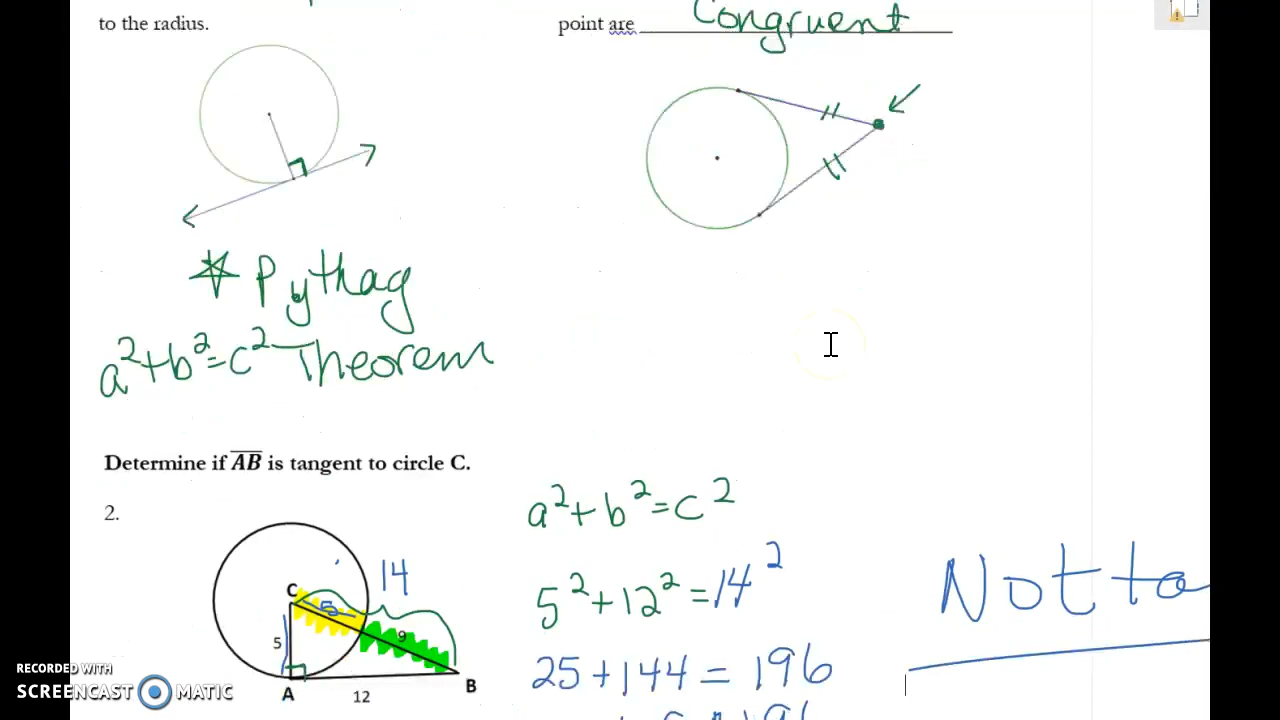 to the radius.
point are Congruent
* Pythag
a²+b²=c² Theorem
Determine if AB is tangent to circle C.
2.
a²+b²=c²
14
C
5
5²+12²=14²
Not
5
9
25+144=196
A
12
B
RECORDED WITH
SCREENCAST MATIC